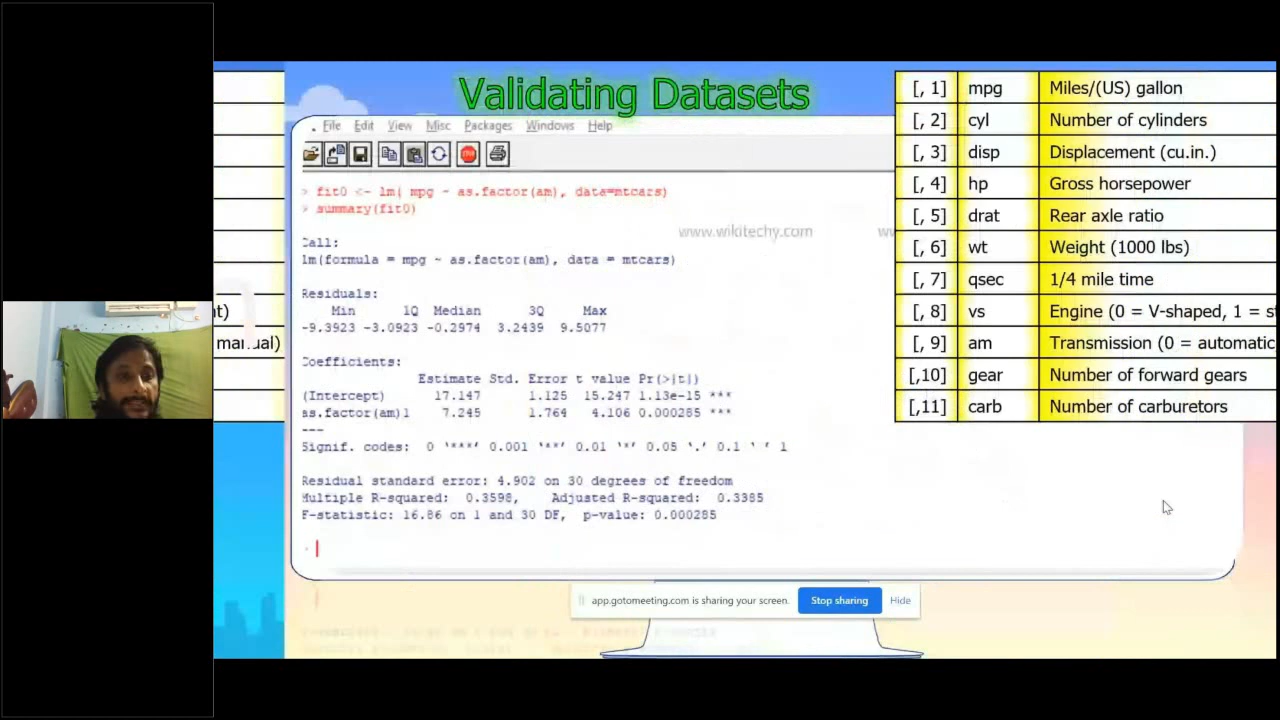 Validating Datasets
File Edit View Misc Packages Windows Help
> fit0 <- lm( mpg ~ as.factor(am), data=mtcars)
> summary(fit0)
www.wikitechy.com
Call:
lm(formula = mpg ~ as.factor(am), data = mtcars)
Residuals:
Min 1Q Median 3Q Max
-9.3923 -3.0923 -0.2974 3.2439 9.5077
Coefficients:
Estimate Std. Error t value Pr(>|t|)
(Intercept) 17.147 1.125 15.247 1.13e-15 ***
as.factor(am)1 7.245 1.764 4.106 0.000285 ***
---
Signif. codes: 0 '***' 0.001 '**' 0.01 '*' 0.05 '.' 0.1 ' ' 1
Residual standard error: 4.902 on 30 degrees of freedom
Multiple R-squared: 0.3598, Adjusted R-squared: 0.3385
F-statistic: 16.86 on 1 and 30 DF, p-value: 0.000285
[, 1] mpg Miles/(US) gallon
[, 2] cyl Number of cylinders
[, 3] disp Displacement (cu.in.)
[, 4] hp Gross horsepower
[, 5] drat Rear axle ratio
[, 6] wt Weight (1000 lbs)
[, 7] qsec 1/4 mile time
[, 8] vs Engine (0 = V-shaped, 1 = s
[, 9] am Transmission (0 = automatic
[,10] gear Number of forward gears
[,11] carb Number of carburetors
manual)
app.gotomeeting.com is sharing your screen. Stop sharing Hide